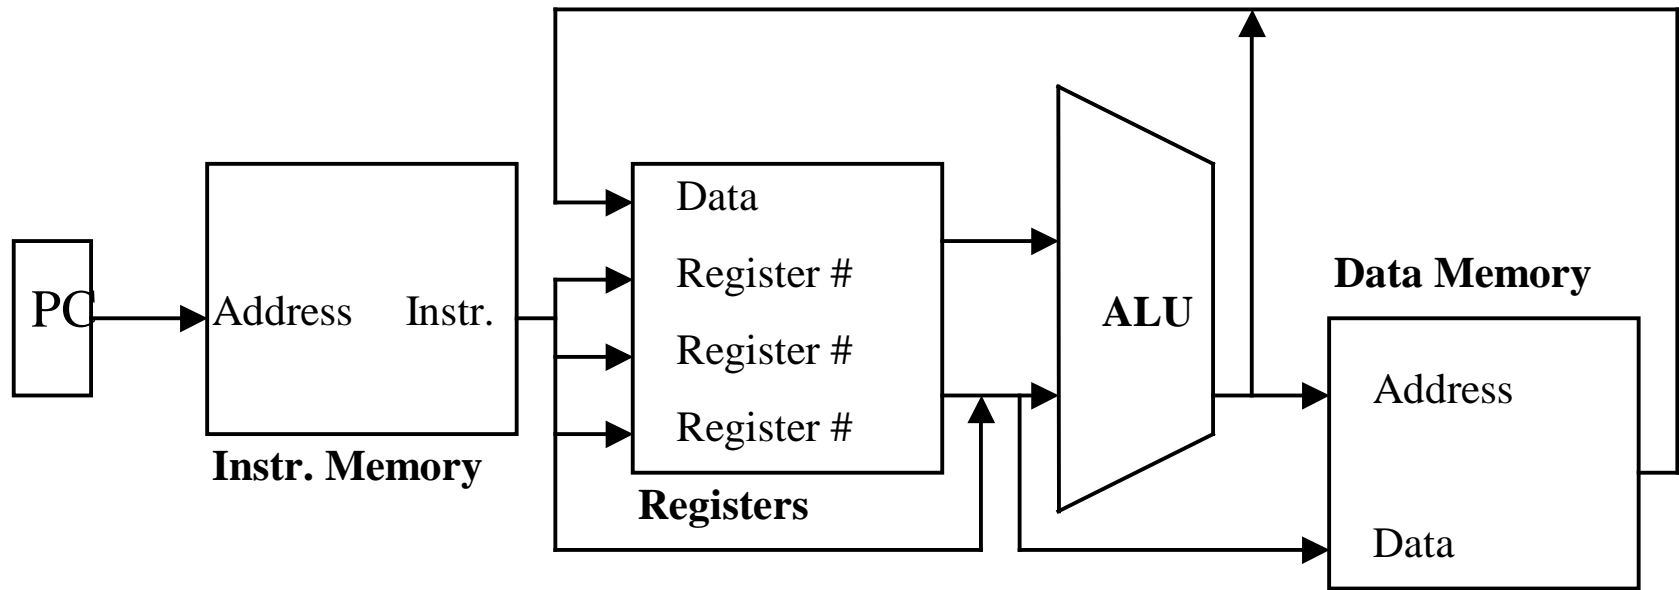 PC
Address
Instr.
Instr. Memory
Data
Register #
Register #
Register #
Registers
ALU
Data Memory
Address
Data